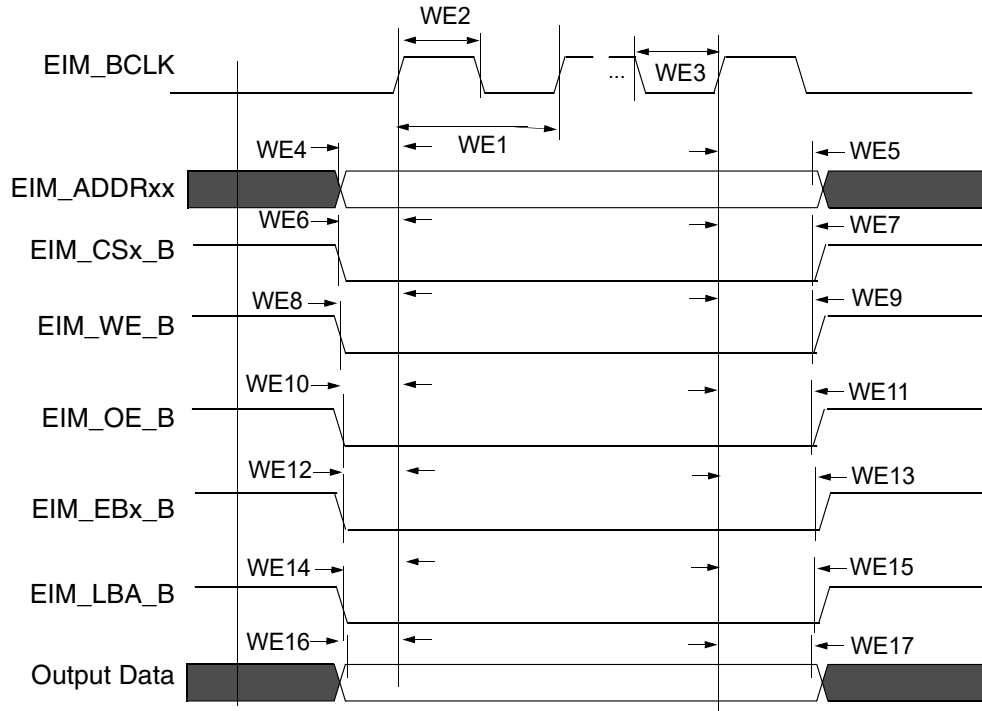 WE2
EIM_BCLK
... WE3
WE1
WE4 WE5
EIM_ADDRxx
WE6 WE7
EIM_CSx_B
WE8 WE9
EIM_WE_B
WE10 WE11
EIM_OE_B
WE12 WE13
EIM_EBx_B
WE14 WE15
EIM_LBA_B
WE16 WE17
Output Data